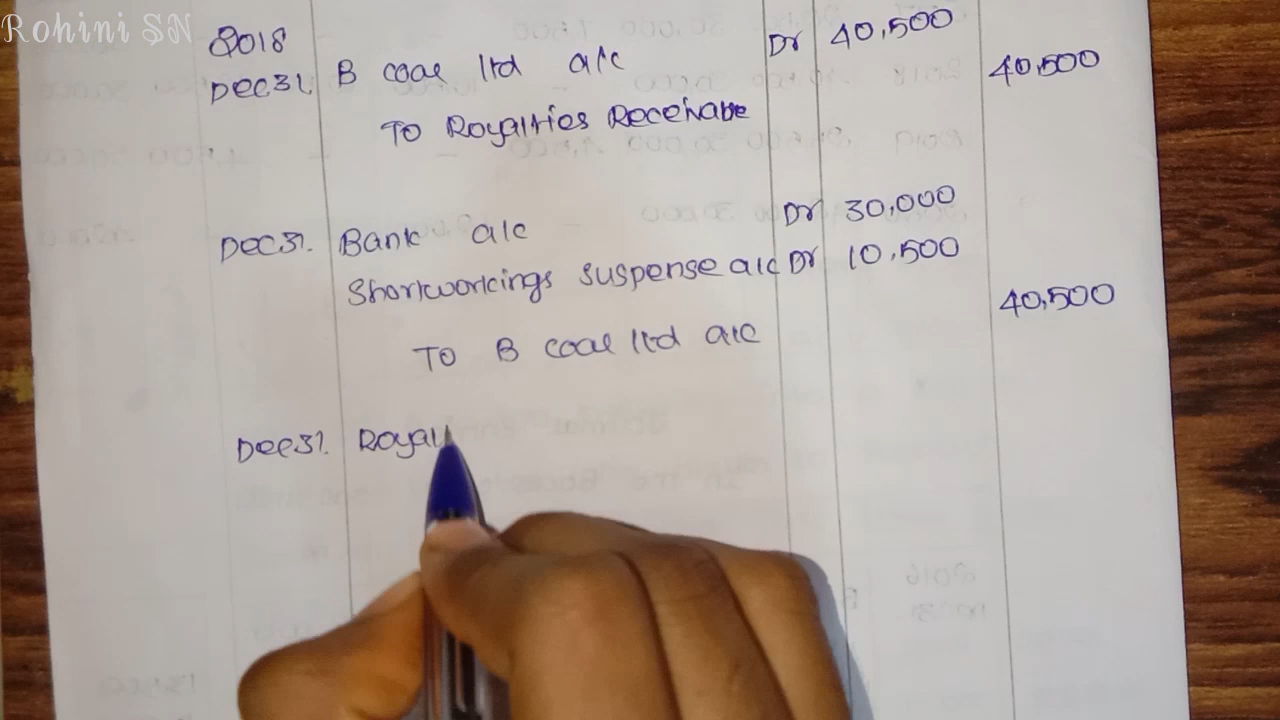 Rohini SN
2018
Dec31. B coal ltd a/c Dr 40,500
To Royalties Receivable 40,500
Dec31. Bank a/c Dr 30,000
Shortworkings suspense a/c Dr 10,500
To B coal ltd a/c 40,500
Dec31. Royal